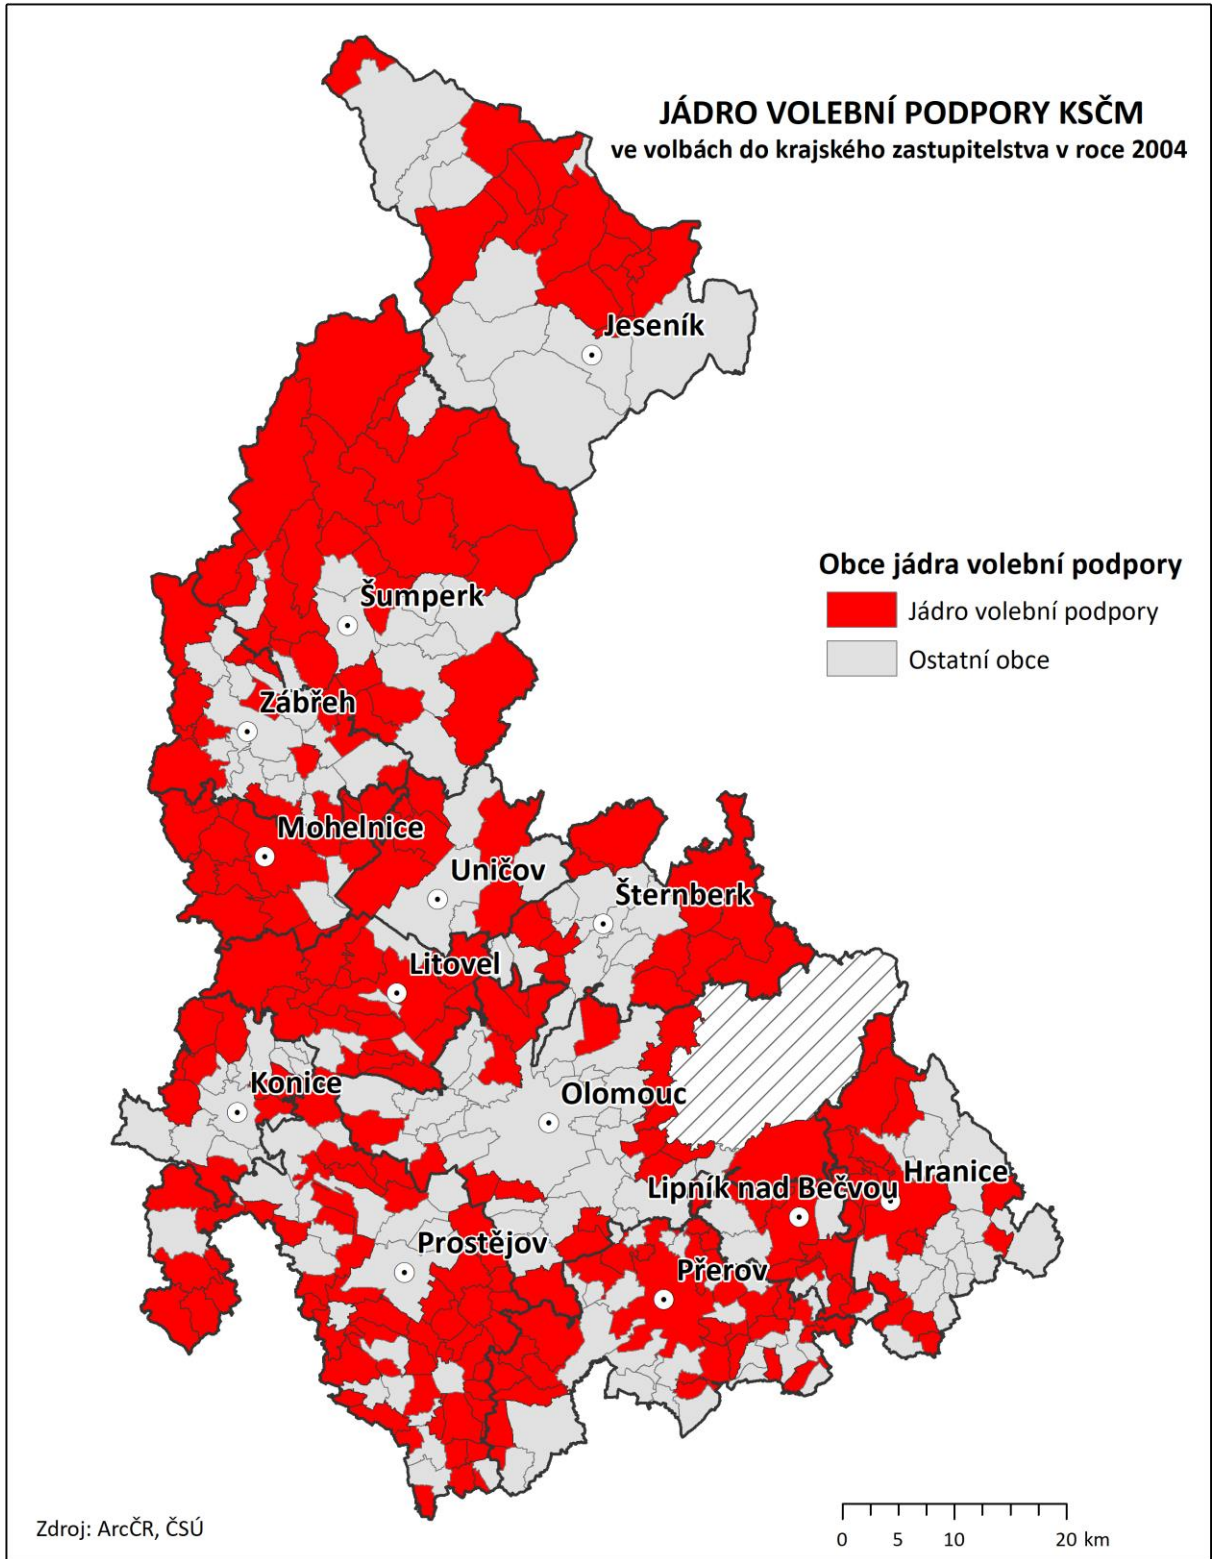 JÁDRO VOLEBNÍ PODPORY KSČM
ve volbách do krajského zastupitelstva v roce 2004
Jeseník
Obce jádra volební podpory
Jádro volební podpory
Ostatní obce
Šumperk
Zábřeh
Mohelnice
Uničov
Šternberk
Litovel
Konice
Olomouc
Hranice
Lipník nad Bečvou
Prostějov
Přerov
Zdroj: ArcČR, ČSÚ
0 5 10 20 km